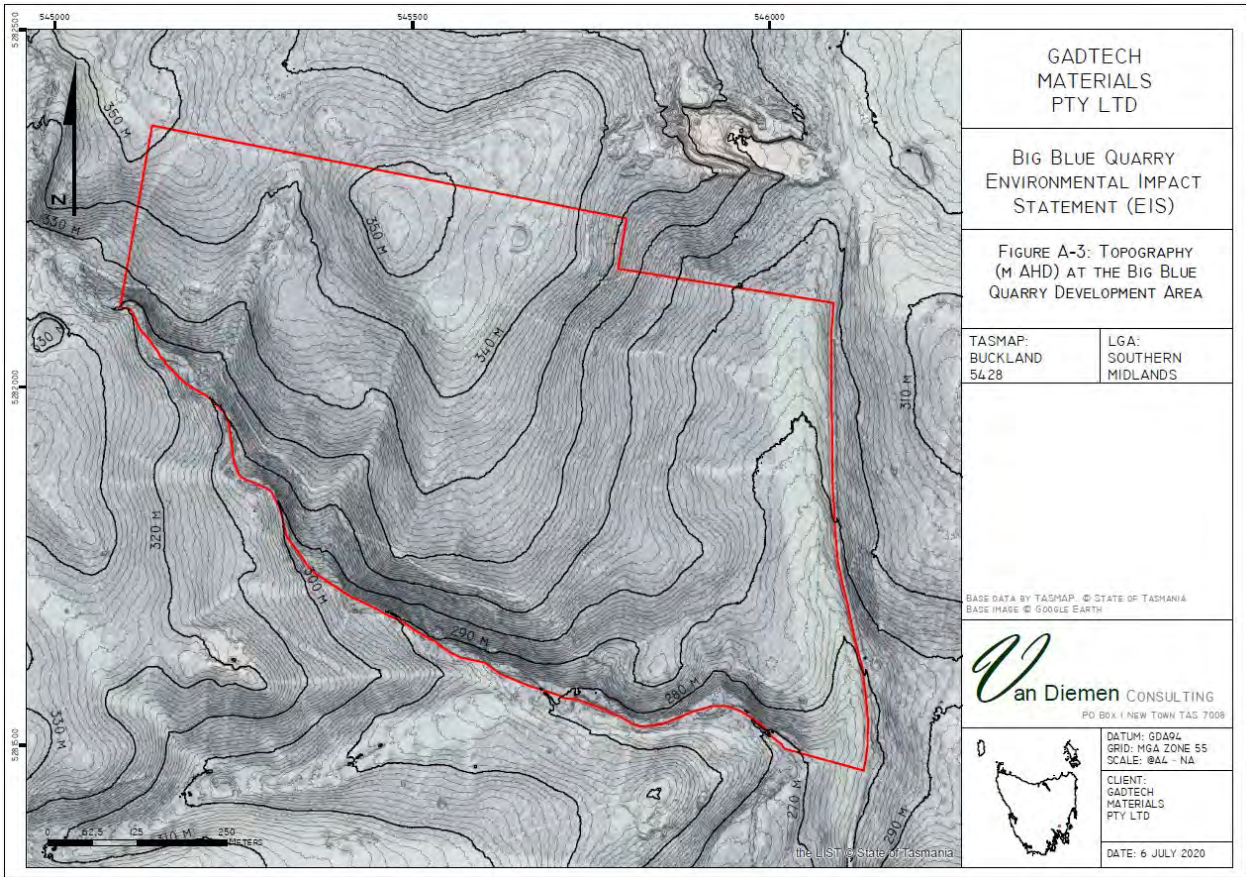 545000
545500
546000
5282500
5282000
5281500
350 M
330 M
N
350 M
340 M
330 M
310 M
320 M
300 M
290 M
280 M
330 M
270 M
290 M
310 M
0 62.5 125 250
METERS
the LIST © State of Tasmania
GADTECH
MATERIALS
PTY LTD
BIG BLUE QUARRY
ENVIRONMENTAL IMPACT
STATEMENT (EIS)
FIGURE A-3: TOPOGRAPHY
(M AHD) AT THE BIG BLUE
QUARRY DEVELOPMENT AREA
TASMAP:
BUCKLAND
5428
LGA:
SOUTHERN
MIDLANDS
BASE DATA BY TASMAP. © STATE OF TASMANIA
BASE IMAGE © GOOGLE EARTH
Van Diemen CONSULTING
PO BOX 1 NEW TOWN TAS 7008
DATUM: GDA94
GRID: MGA ZONE 55
SCALE: @A4 - NA
CLIENT:
GADTECH
MATERIALS
PTY LTD
DATE: 6 JULY 2020